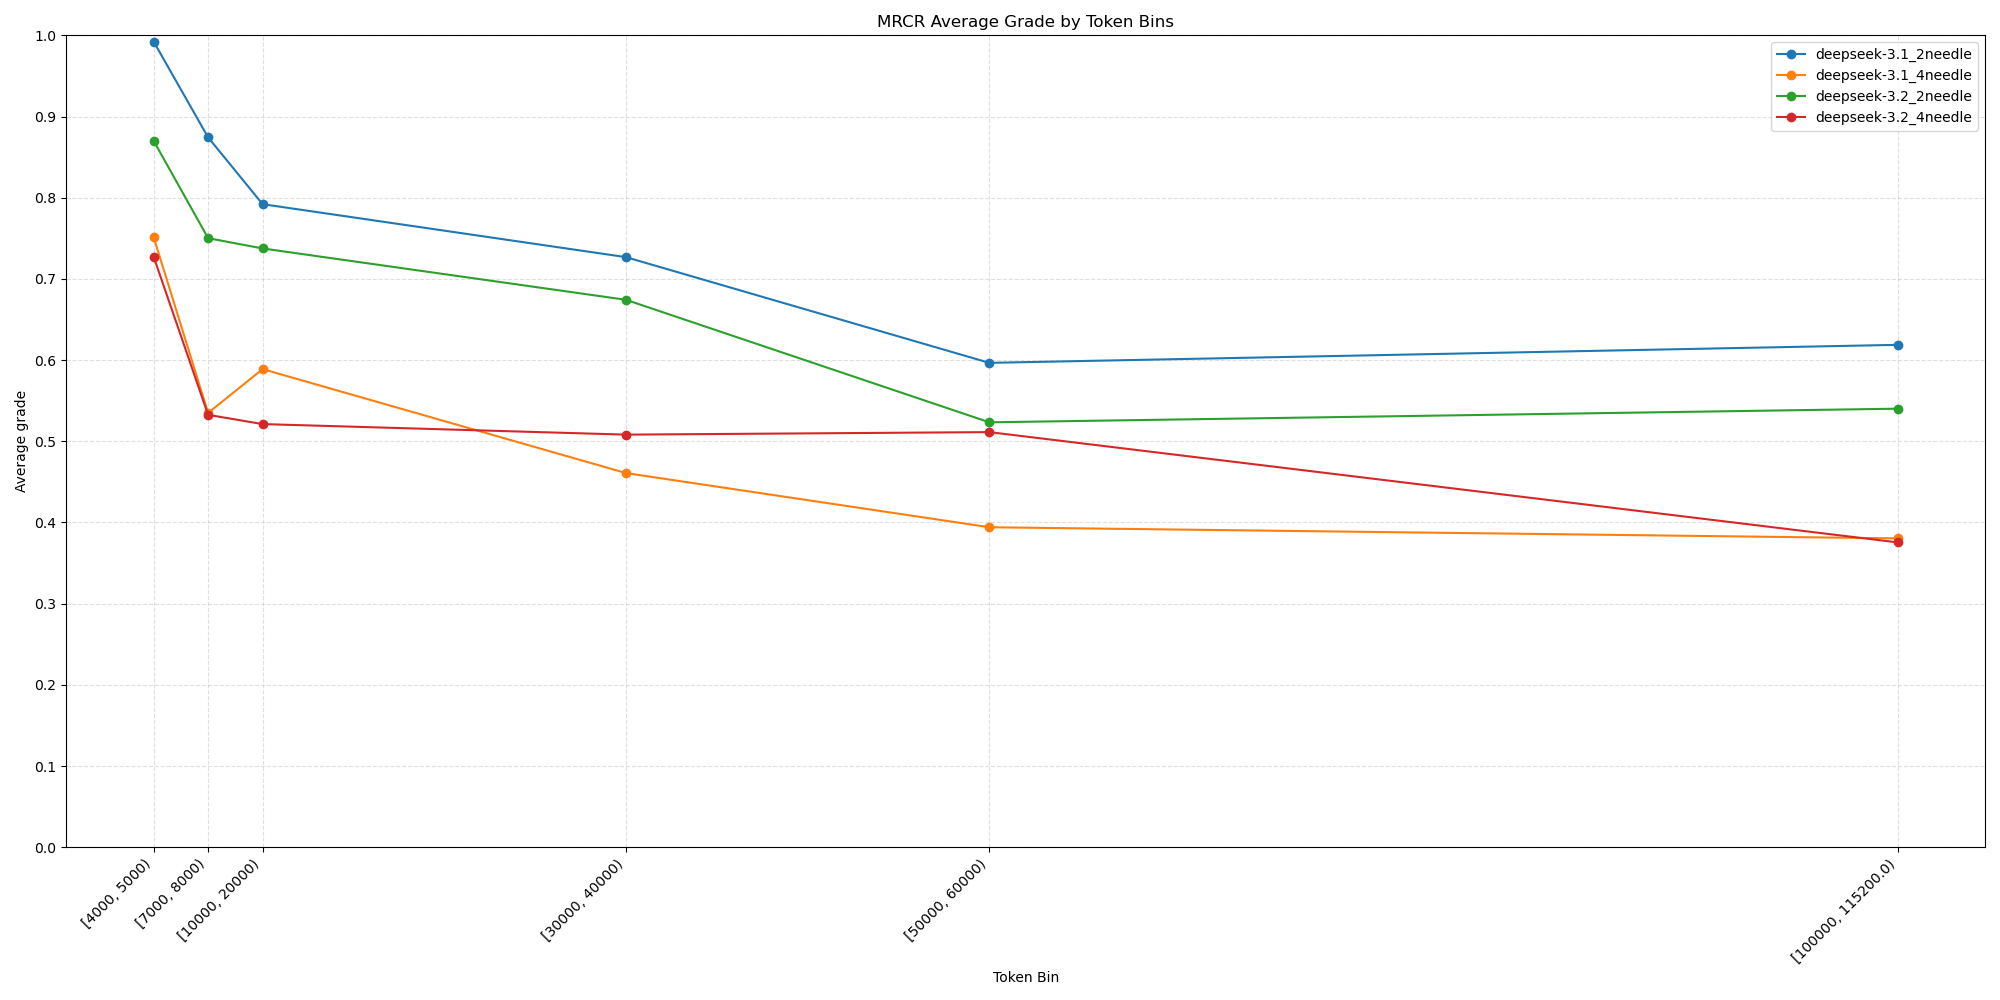 MRCR Average Grade by Token Bins
deepseek-3.1_2needle
deepseek-3.1_4needle
deepseek-3.2_2needle
deepseek-3.2_4needle
Average grade
1.0
0.9
0.8
0.7
0.6
0.5
0.4
0.3
0.2
0.1
0.0
[4000, 5000)
[7000, 8000)
[10000, 20000)
[30000, 40000)
[50000, 60000)
[100000, 115200.0)
Token Bin